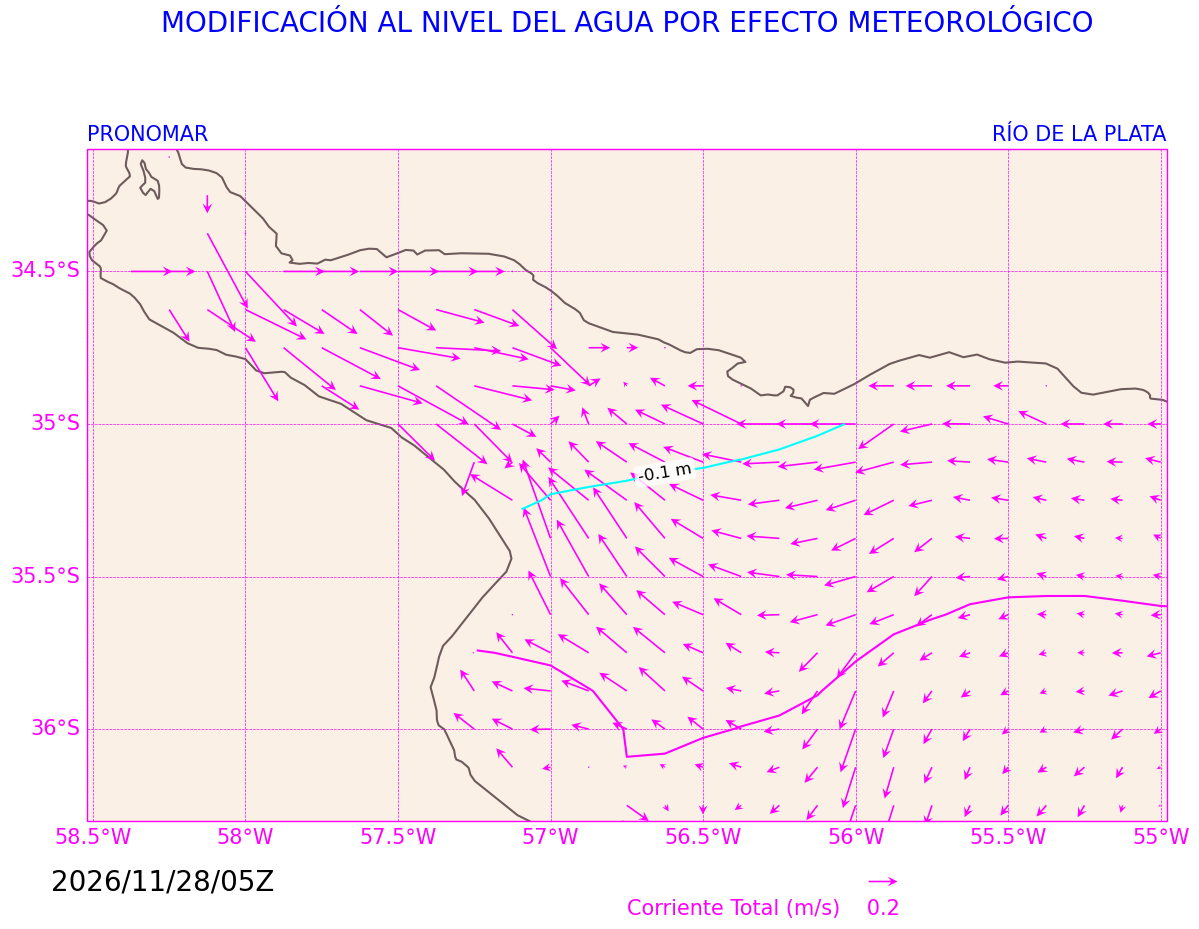 MODIFICACIÓN AL NIVEL DEL AGUA POR EFECTO METEOROLÓGICO
PRONOMAR
RÍO DE LA PLATA
34.5°S
35°S
-0.1 m
35.5°S
36°S
58.5°W 58°W 57.5°W 57°W 56.5°W 56°W 55.5°W 55°W
2026/11/28/05Z
Corriente Total (m/s) 0.2